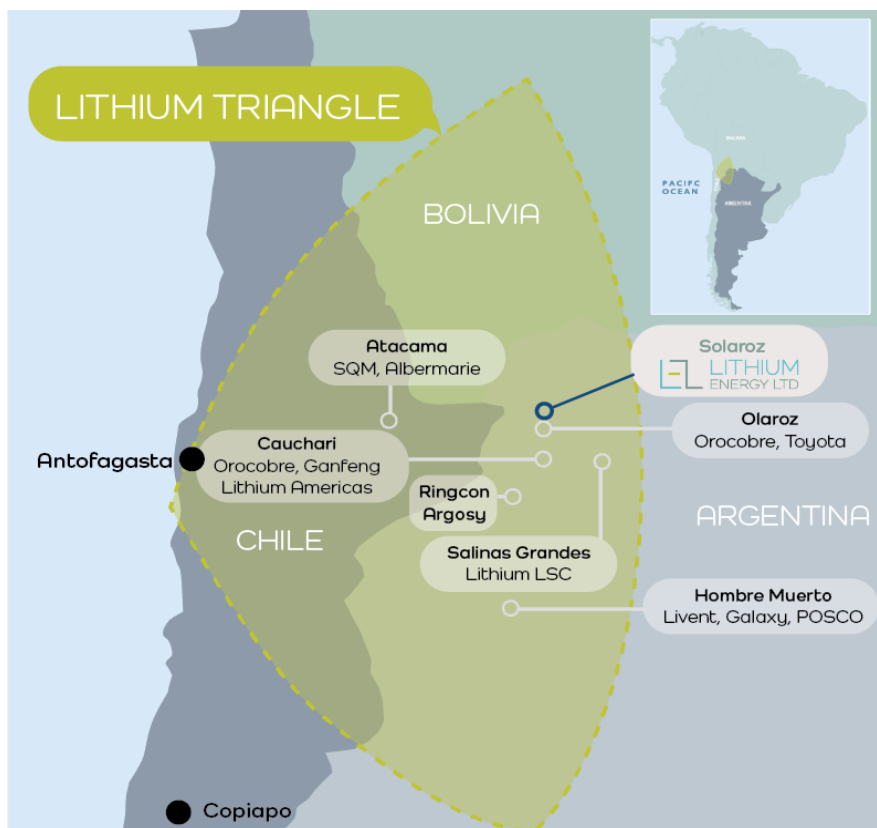 LITHIUM TRIANGLE
BOLIVIA
PACIFC
OCEAN
ARGENTINA
Atacama
SQM, Albermarie
Solaroz
LITHIUM
ENERGY LTD
Olaroz
Orocobre, Toyota
Antofagasta
Cauchari
Orocobre, Ganfeng
Lithium Americas
Ringcon
Argosy
ARGENTINA
CHILE
Salinas Grandes
Lithium LSC
Hombre Muerto
Livent, Galaxy, POSCO
Copiapo